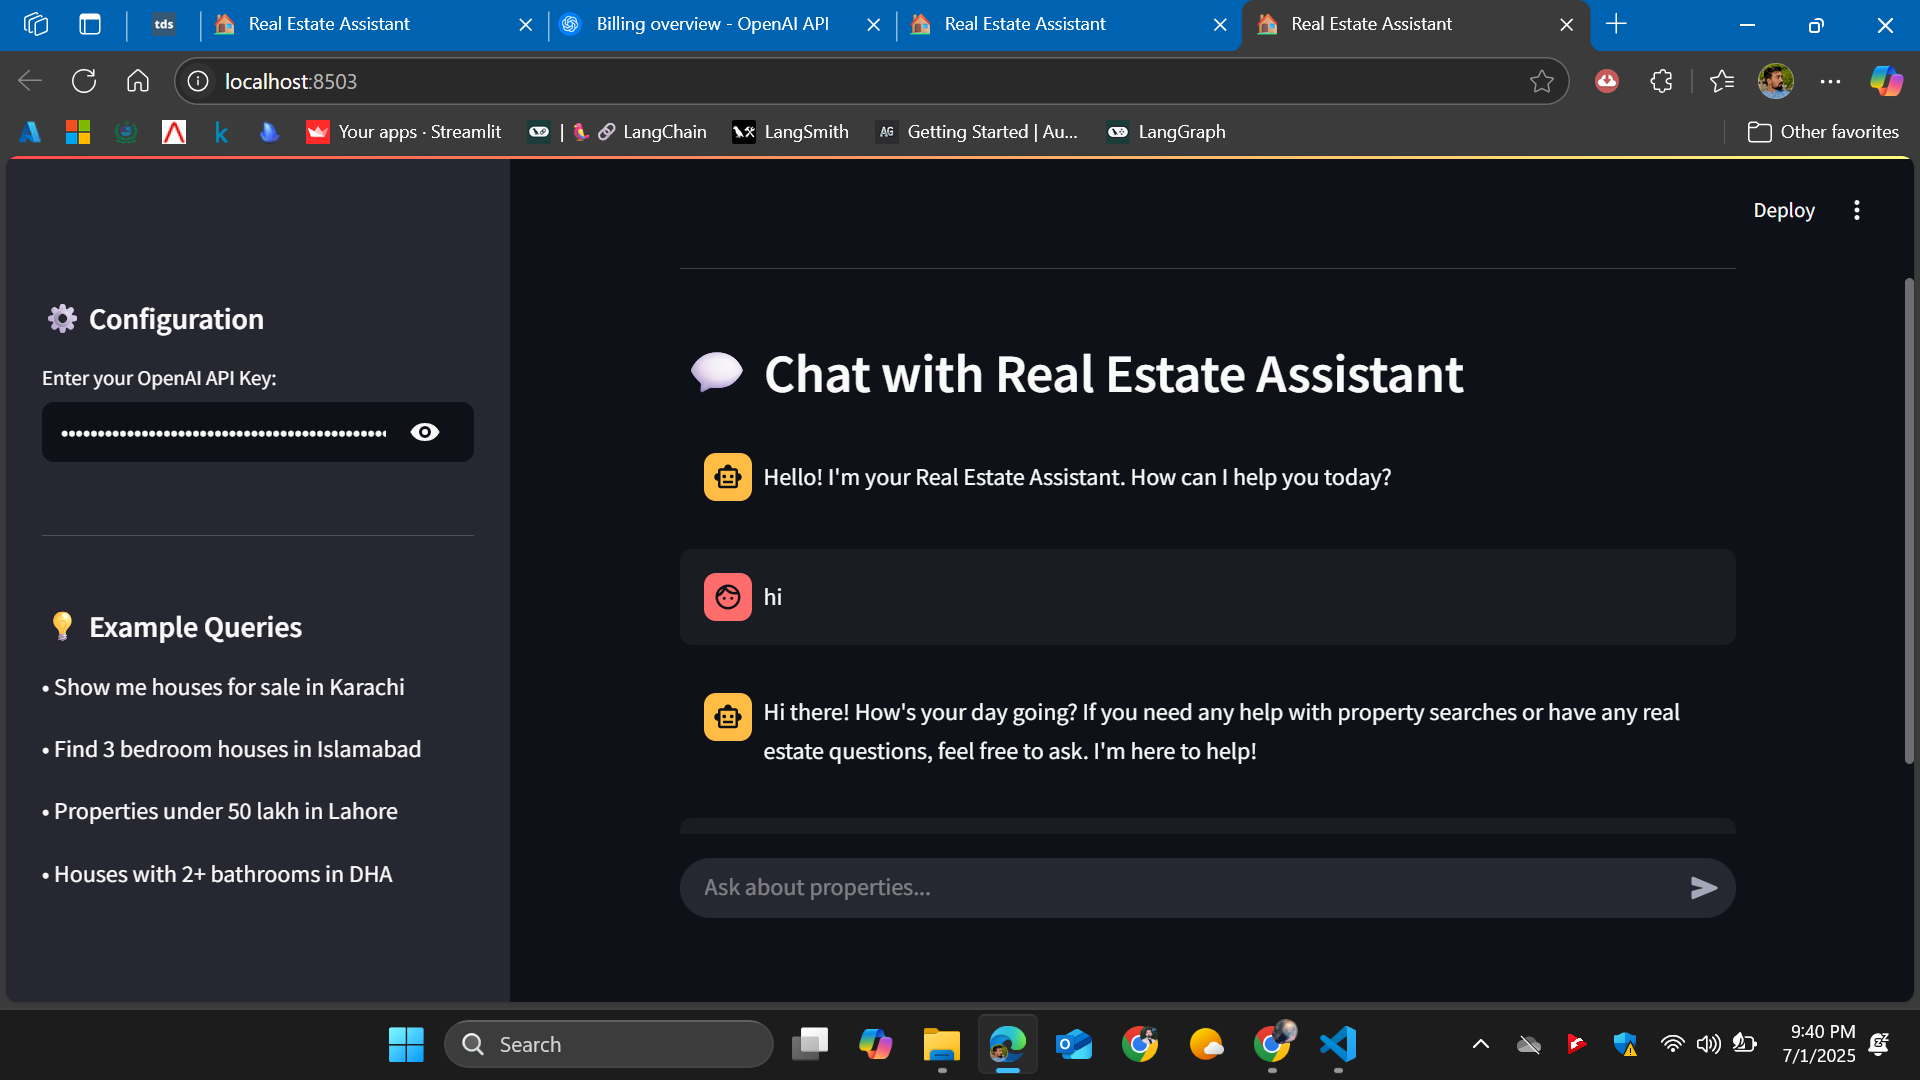 tds
Real Estate Assistant
Billing overview - OpenAI API
Real Estate Assistant
Real Estate Assistant
localhost:8503
Your apps · Streamlit
| LangChain
LangSmith
AG
Getting Started | Au...
LangGraph
Other favorites
Deploy
Configuration
Enter your OpenAI API Key:
Example Queries
• Show me houses for sale in Karachi
• Find 3 bedroom houses in Islamabad
• Properties under 50 lakh in Lahore
• Houses with 2+ bathrooms in DHA
Chat with Real Estate Assistant
Hello! I'm your Real Estate Assistant. How can I help you today?
hi
Hi there! How's your day going? If you need any help with property searches or have any real
estate questions, feel free to ask. I'm here to help!
Ask about properties...
Search
9:40 PM
7/1/2025